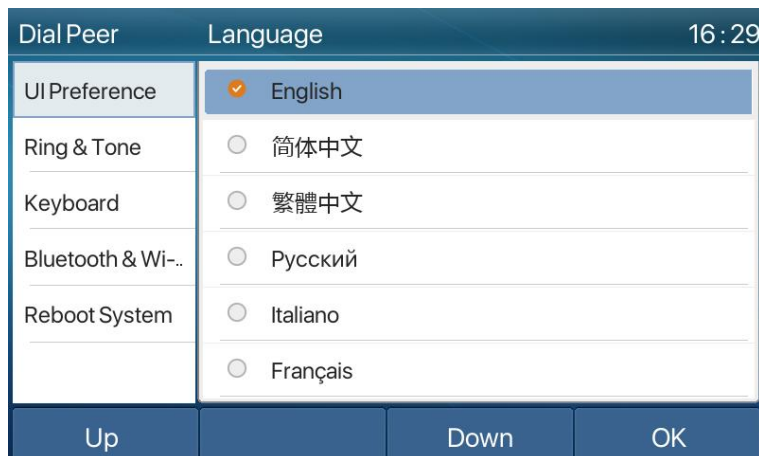 Dial Peer Language 16:29
UI Preference
Ring & Tone
Keyboard
Bluetooth & Wi-..
Reboot System
English
简体中文
繁體中文
Русский
Italiano
Français
Up Down OK